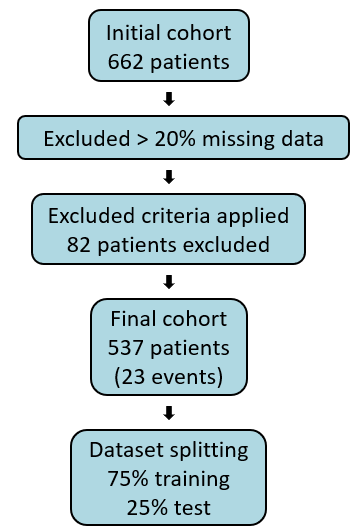 Initial cohort
662 patients
Excluded > 20% missing data
Excluded criteria applied
82 patients excluded
Final cohort
537 patients
(23 events)
Dataset splitting
75% training
25% test